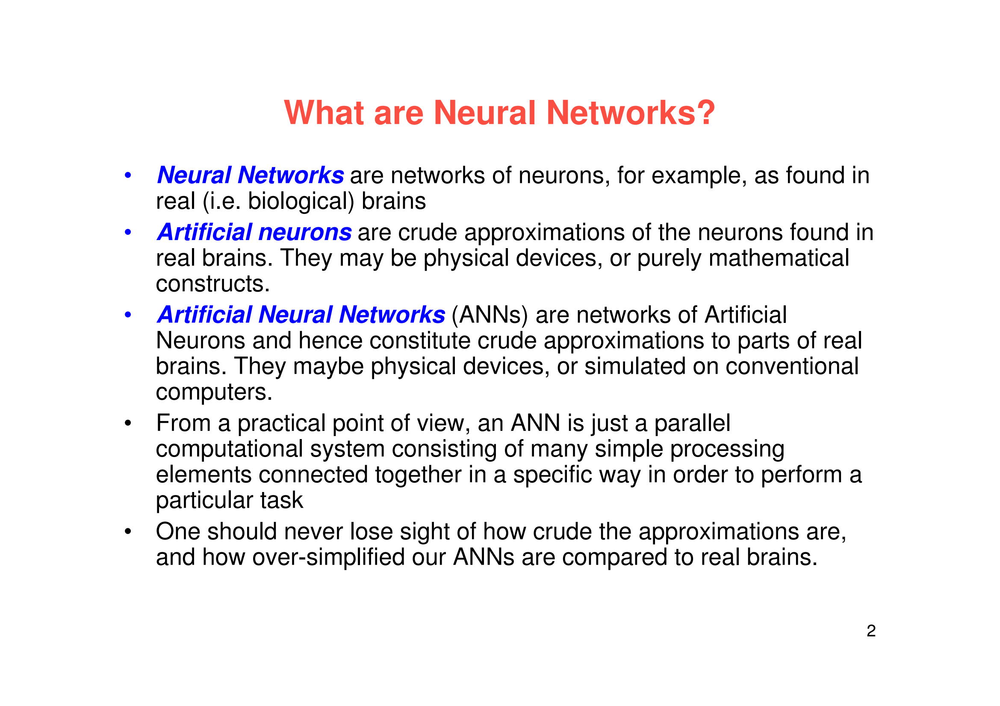 What are Neural Networks?
• Neural Networks are networks of neurons, for example, as found in
real (i.e. biological) brains
• Artificial neurons are crude approximations of the neurons found in
real brains. They may be physical devices, or purely mathematical
constructs.
• Artificial Neural Networks (ANNs) are networks of Artificial
Neurons and hence constitute crude approximations to parts of real
brains. They maybe physical devices, or simulated on conventional
computers.
• From a practical point of view, an ANN is just a parallel
computational system consisting of many simple processing
elements connected together in a specific way in order to perform a
particular task
• One should never lose sight of how crude the approximations are,
and how over-simplified our ANNs are compared to real brains.
2